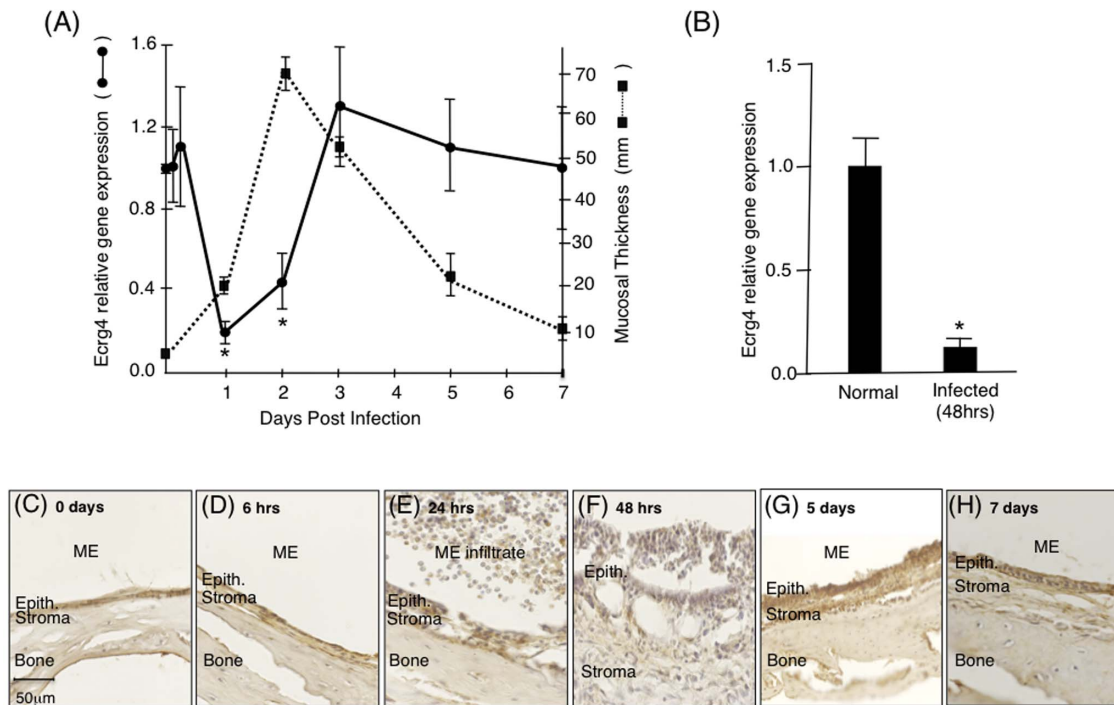 (A)
Ecrg4 relative gene expression ( )
1.6
1.2
0.8
0.4
0.0
1
2
3
4
5
6
7
Days Post Infection
*
*
70
60
50
40
30
20
10
Mucosal Thickness (mm )
(B)
Ecrg4 relative gene expression
1.5
1.0
0.5
0.0
*
Normal
Infected
(48hrs)
(C) 0 days
ME
Epith.
Stroma
Bone
50μm
(D) 6 hrs
ME
Epith.
Stroma
Bone
(E) 24 hrs
ME infiltrate
Epith.
Stroma
Bone
(F) 48 hrs
Epith.
Stroma
(G) 5 days
ME
Epith.
Stroma
Bone
(H) 7 days
ME
Epith.
Stroma
Bone